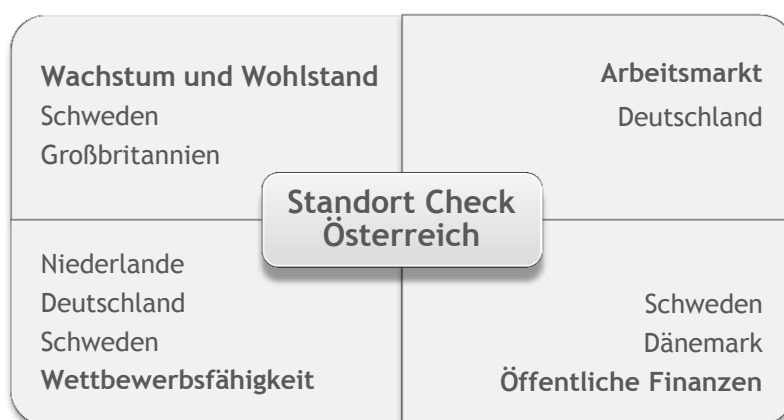 Wachstum und Wohlstand
Schweden
Großbritannien
Arbeitsmarkt
Deutschland
Standort Check
Österreich
Niederlande
Deutschland
Schweden
Wettbewerbsfähigkeit
Schweden
Dänemark
Öffentliche Finanzen